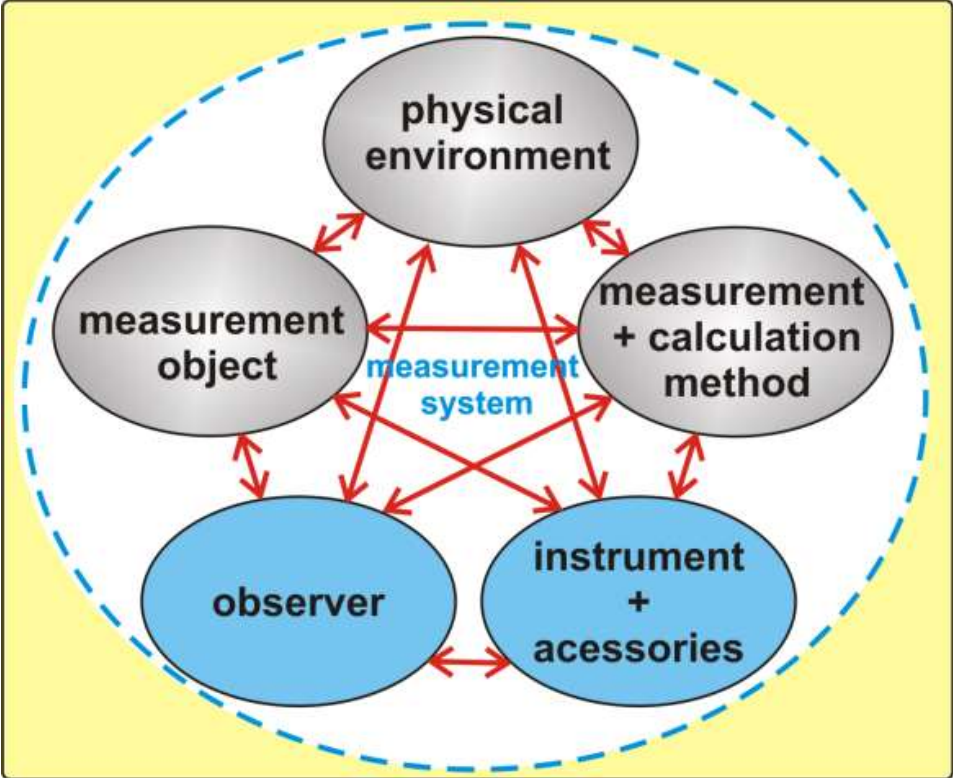 physical
environment
measurement
object
measurement
+ calculation
method
measurement
system
observer
instrument
+
acessories